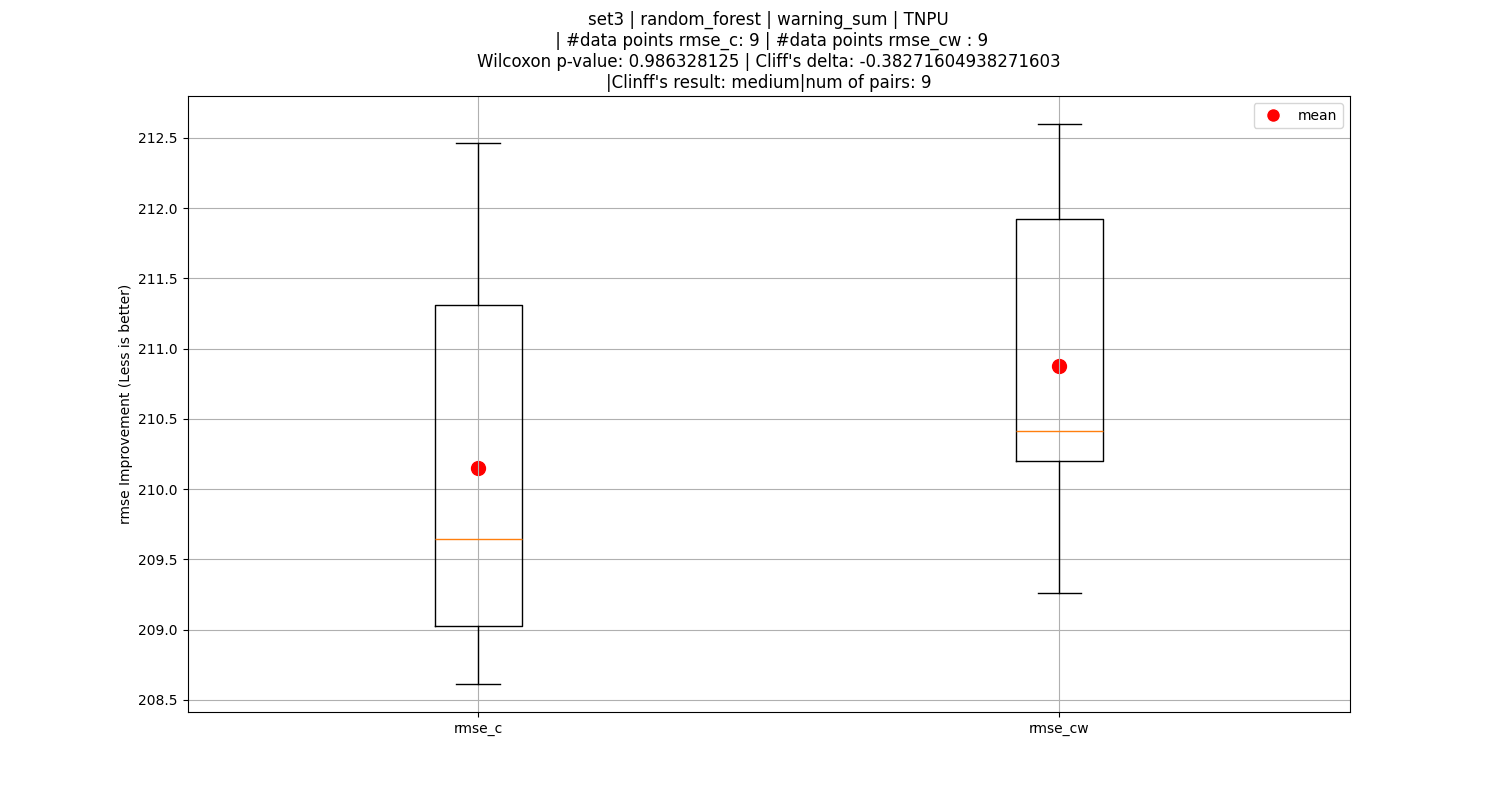 set3 | random_forest | warning_sum | TNPU
| #data points rmse_c: 9 | #data points rmse_cw : 9
Wilcoxon p-value: 0.986328125 | Cliff's delta: -0.38271604938271603
|Clinff's result: medium|num of pairs: 9
mean
212.5
212.0
211.5
211.0
210.5
210.0
209.5
209.0
208.5
rmse Improvement (Less is better)
rmse_c
rmse_cw